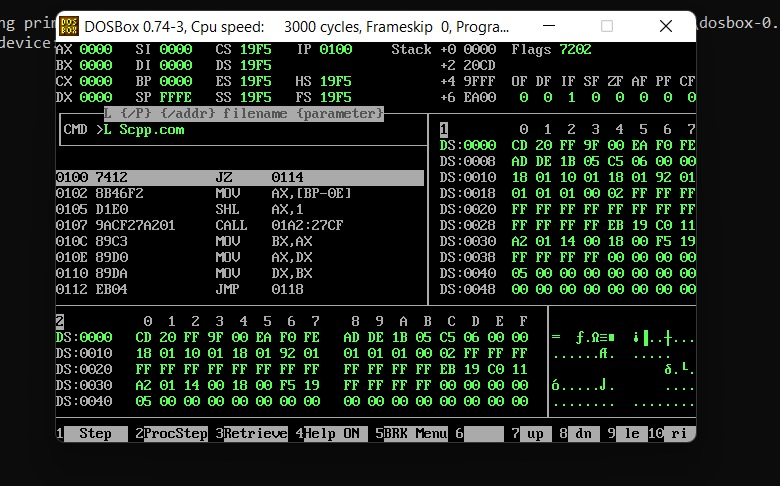 ng prim
\dosbox-0.
device:
DOS BOX DOSBox 0.74-3, Cpu speed: 3000 cycles, Frameskip 0, Progra...
AX 0000 SI 0000 CS 19F5 IP 0100 Stack +0 0000 Flags 7202
BX 0000 DI 0000 DS 19F5 +2 20CD
CX 0000 BP 0000 ES 19F5 HS 19F5 +4 9FFF OF DF IF SF ZF AF PF CF
DX 0000 SP FFFE SS 19F5 FS 19F5 +6 EA00 0 0 1 0 0 0 0 0
L {/P} {/addr} filename {parameter}
CMD >L Scpp.com
0100 7412 JZ 0114
0102 8B46F2 MOV AX,[BP-0E]
0105 D1E0 SHL AX,1
0107 9ACF27A201 CALL 01A2:27CF
010C 89C3 MOV BX,AX
010E 89D0 MOV AX,DX
0110 89DA MOV DX,BX
0112 EB04 JMP 0118
1 0 1 2 3 4 5 6 7
DS:0000 CD 20 FF 9F 00 EA F0 FE
DS:0008 AD DE 1B 05 C5 06 00 00
DS:0010 18 01 10 01 18 01 92 01
DS:0018 01 01 01 00 02 FF FF FF
DS:0020 FF FF FF FF FF FF FF FF
DS:0028 FF FF FF FF EB 19 C0 11
DS:0030 A2 01 14 00 18 00 F5 19
DS:0038 FF FF FF FF 00 00 00 00
DS:0040 05 00 00 00 00 00 00 00
DS:0048 00 00 00 00 00 00 00 00
2 0 1 2 3 4 5 6 7 8 9 A B C D E F
DS:0000 CD 20 FF 9F 00 EA F0 FE AD DE 1B 05 C5 06 00 00 = ƒ.Ω≡■ ¡▐..┼...
DS:0010 18 01 10 01 18 01 92 01 01 01 01 00 02 FF FF FF ......Æ. .....
DS:0020 FF FF FF FF FF FF FF FF FF FF FF FF EB 19 C0 11 δ.└.
DS:0030 A2 01 14 00 18 00 F5 19 FF FF FF FF 00 00 00 00 ó.....⌡. ....
DS:0040 05 00 00 00 00 00 00 00 00 00 00 00 00 00 00 00 ........ ........
1 Step 2ProcStep 3Retrieve 4Help ON 5BRK Menu 6 7 up 8 dn 9 le 10 ri